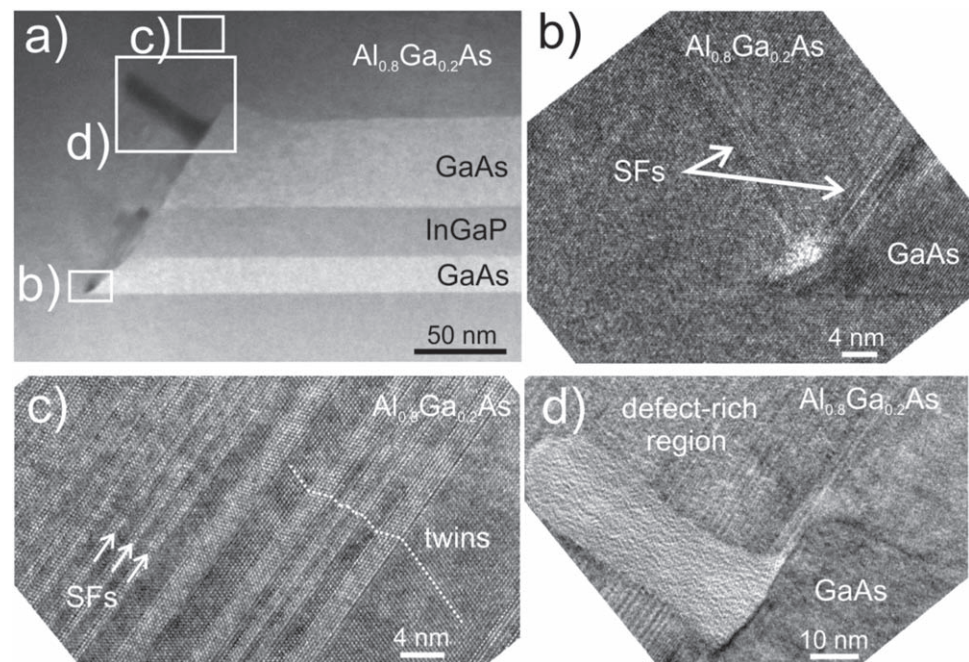 a)
c)
Al0.8Ga0.2As
d)
GaAs
InGaP
b)
GaAs
50 nm
b)
Al0.8Ga0.2As
SFs
GaAs
4 nm
c)
Al0.8Ga0.2As
SFs
twins
4 nm
d)
defect-rich
region
Al0.8Ga0.2As
GaAs
10 nm